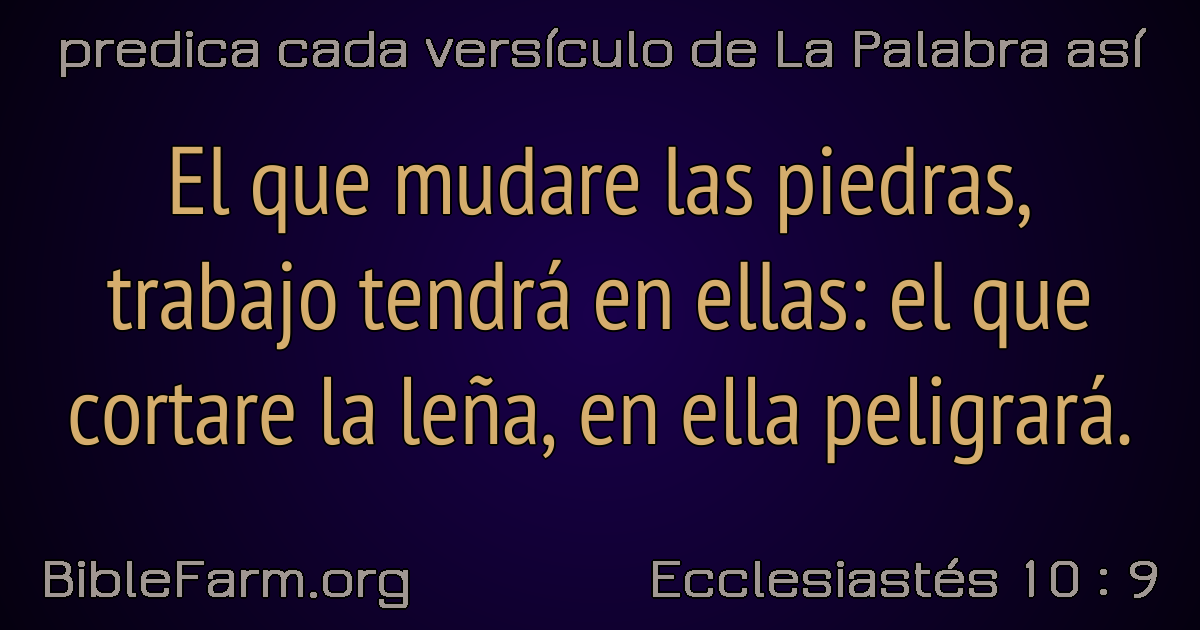 predica cada versículo de La Palabra así
El que mudare las piedras,
trabajo tendrá en ellas: el que
cortare la leña, en ella peligrará.
BibleFarm.org
Ecclesiastés 10 : 9